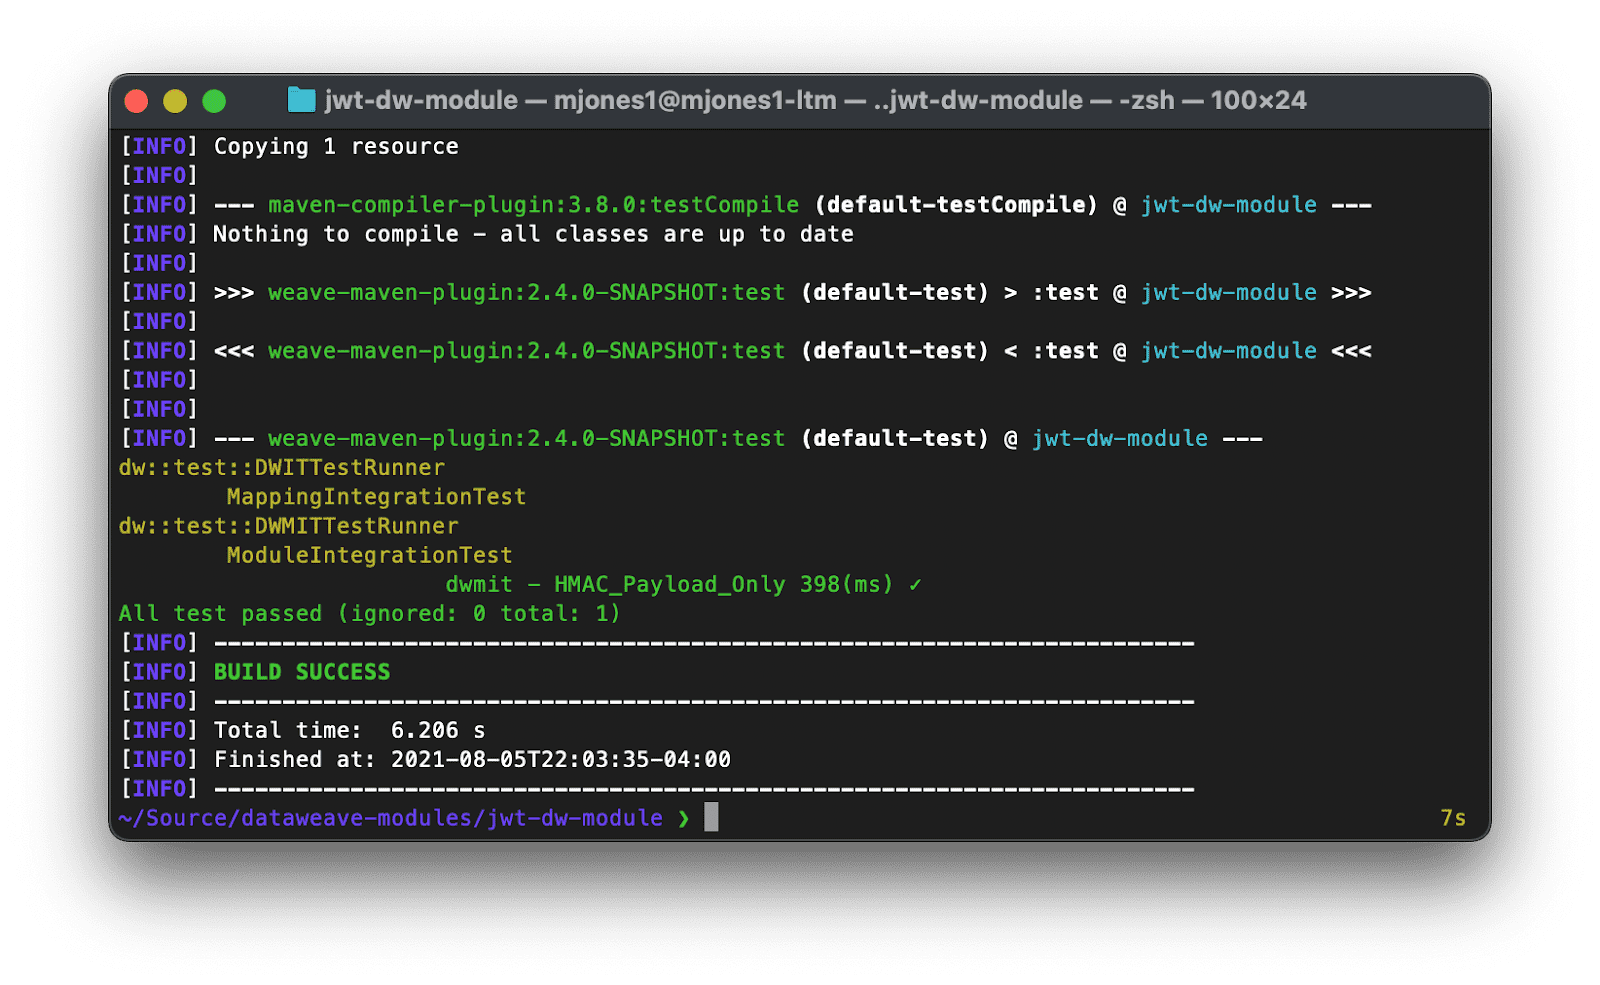 jwt-dw-module — mjones1@mjones1-ltm — ..jwt-dw-module — -zsh — 100×24
[INFO] Copying 1 resource
[INFO]
[INFO] --- maven-compiler-plugin:3.8.0:testCompile (default-testCompile) @ jwt-dw-module ---
[INFO] Nothing to compile - all classes are up to date
[INFO]
[INFO] >>> weave-maven-plugin:2.4.0-SNAPSHOT:test (default-test) > :test @ jwt-dw-module >>>
[INFO]
[INFO] <<< weave-maven-plugin:2.4.0-SNAPSHOT:test (default-test) < :test @ jwt-dw-module <<<
[INFO]
[INFO]
[INFO] --- weave-maven-plugin:2.4.0-SNAPSHOT:test (default-test) @ jwt-dw-module ---
dw::test::DWITTestRunner
MappingIntegrationTest
dw::test::DWMITTestRunner
ModuleIntegrationTest
dwmit - HMAC_Payload_Only 398(ms) ✓
All test passed (ignored: 0 total: 1)
[INFO] ------------------------------------------------------------------------
[INFO] BUILD SUCCESS
[INFO] ------------------------------------------------------------------------
[INFO] Total time:  6.206 s
[INFO] Finished at: 2021-08-05T22:03:35-04:00
[INFO] ------------------------------------------------------------------------
~/Source/dataweave-modules/jwt-dw-module ❯ 7s